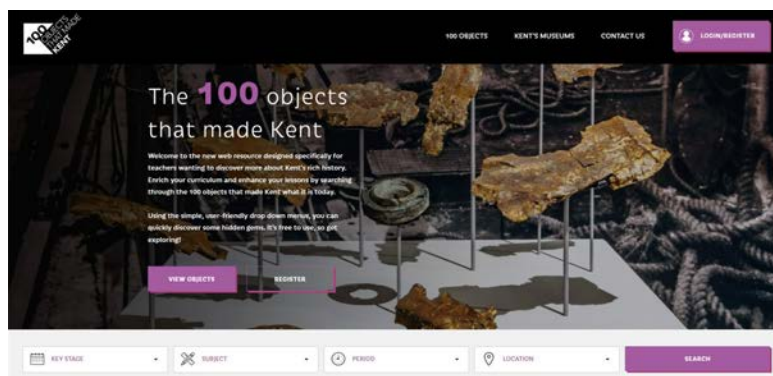 100 OBJECTS THAT MADE KENT
100 OBJECTS
KENT'S MUSEUMS
CONTACT US
LOGIN/REGISTER
The 100 objects
that made Kent
Welcome to the new web resource designed specifically for
teachers wanting to discover more about Kent's rich history.
Enrich your curriculum and enhance your lessons by searching
through the 100 objects that made Kent what it is today.
Using the simple, user-friendly drop down menus, you can
quickly discover some hidden gems. It's free to use, so get
exploring!
VIEW OBJECTS
REGISTER
KEY STAGE
SUBJECT
PERIOD
LOCATION
SEARCH